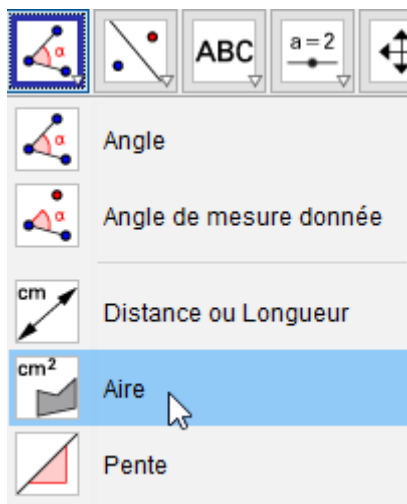 α ABC a=2
α Angle
α Angle de mesure donnée
cm Distance ou Longueur
cm² Aire
Pente